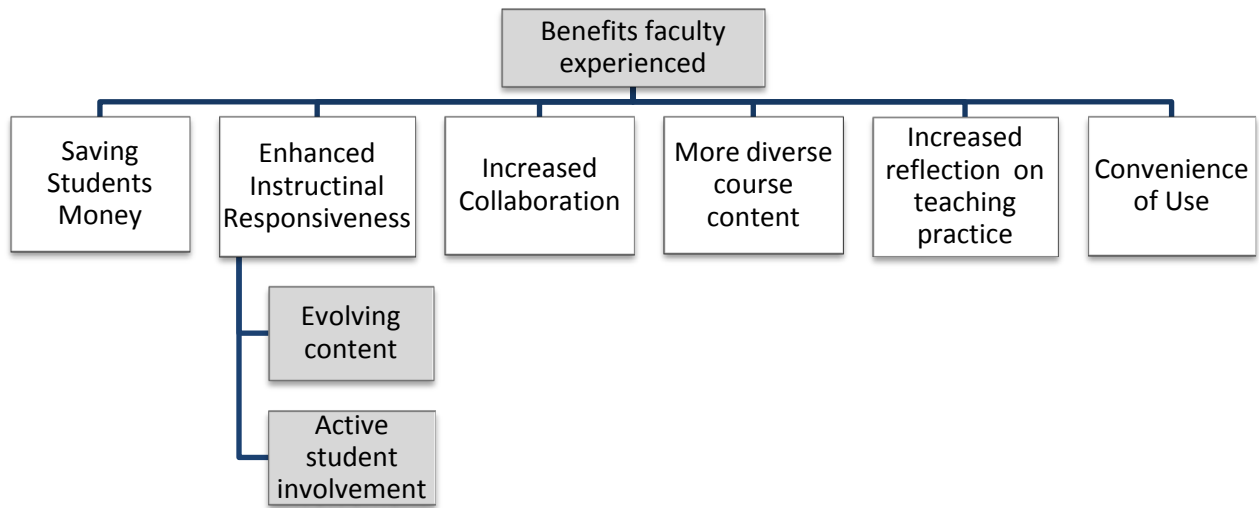 Benefits faculty
experienced
Saving
Students
Money
Enhanced
Instructinal
Responsiveness
Increased
Collaboration
More diverse
course
content
Increased
reflection on
teaching
practice
Convenience
of Use
Evolving
content
Active
student
involvement